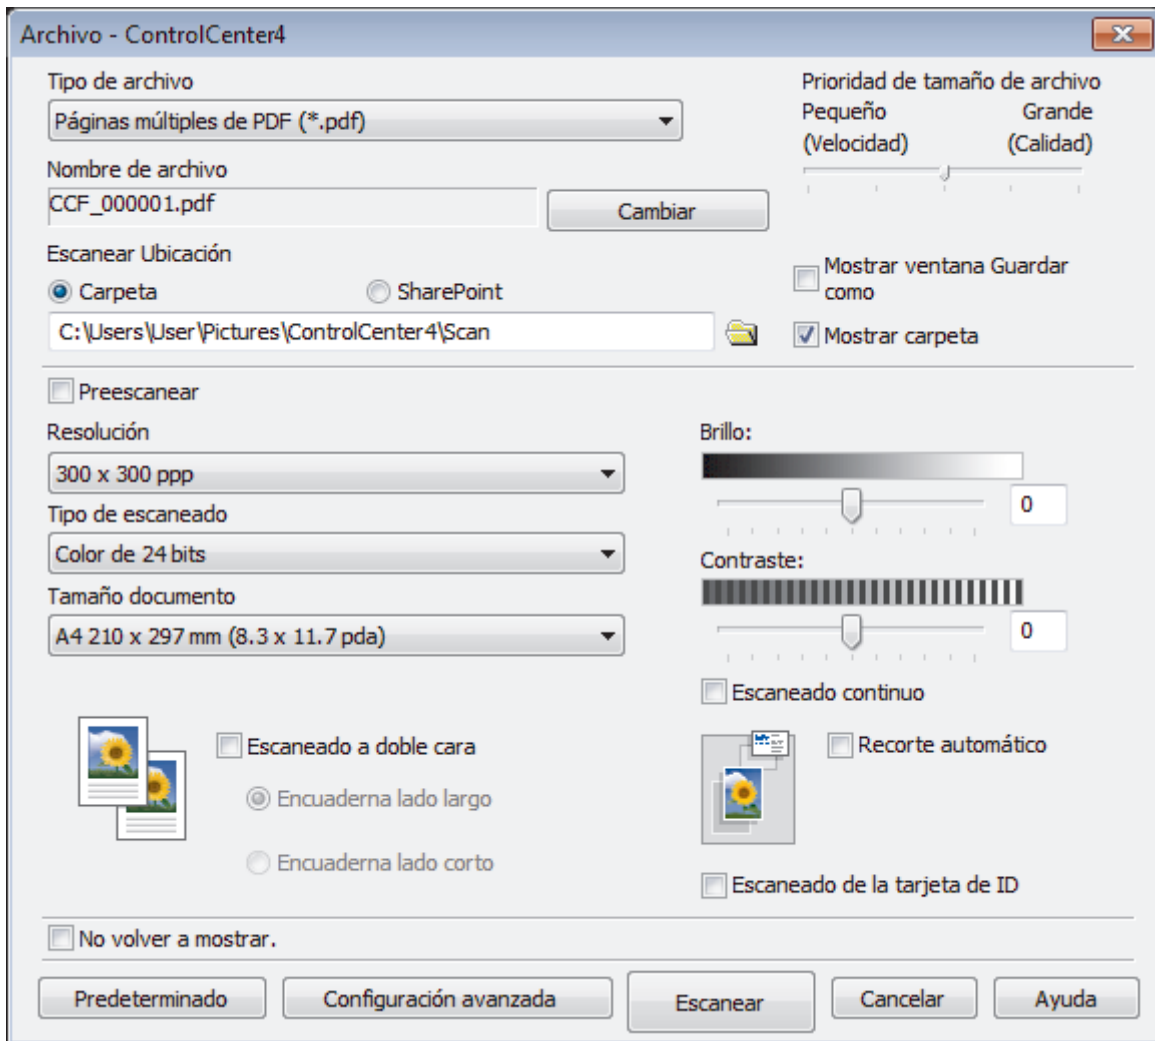 Archivo - ControlCenter4
Tipo de archivo
Páginas múltiples de PDF (*.pdf)
Prioridad de tamaño de archivo
Pequeño Grande
(Velocidad) (Calidad)
Nombre de archivo
CCF_000001.pdf
Cambiar
Escanear Ubicación
Carpeta SharePoint
C:\Users\User\Pictures\ControlCenter4\Scan
Mostrar ventana Guardar
como
Mostrar carpeta
Preescanear
Resolución
300 x 300 ppp
Tipo de escaneado
Color de 24 bits
Tamaño documento
A4 210 x 297 mm (8.3 x 11.7 pda)
Brillo:
0
Contraste:
0
Escaneado continuo
Escaneado a doble cara
Encuaderna lado largo
Encuaderna lado corto
Recorte automático
Escaneado de la tarjeta de ID
No volver a mostrar.
Predeterminado
Configuración avanzada
Escanear
Cancelar
Ayuda